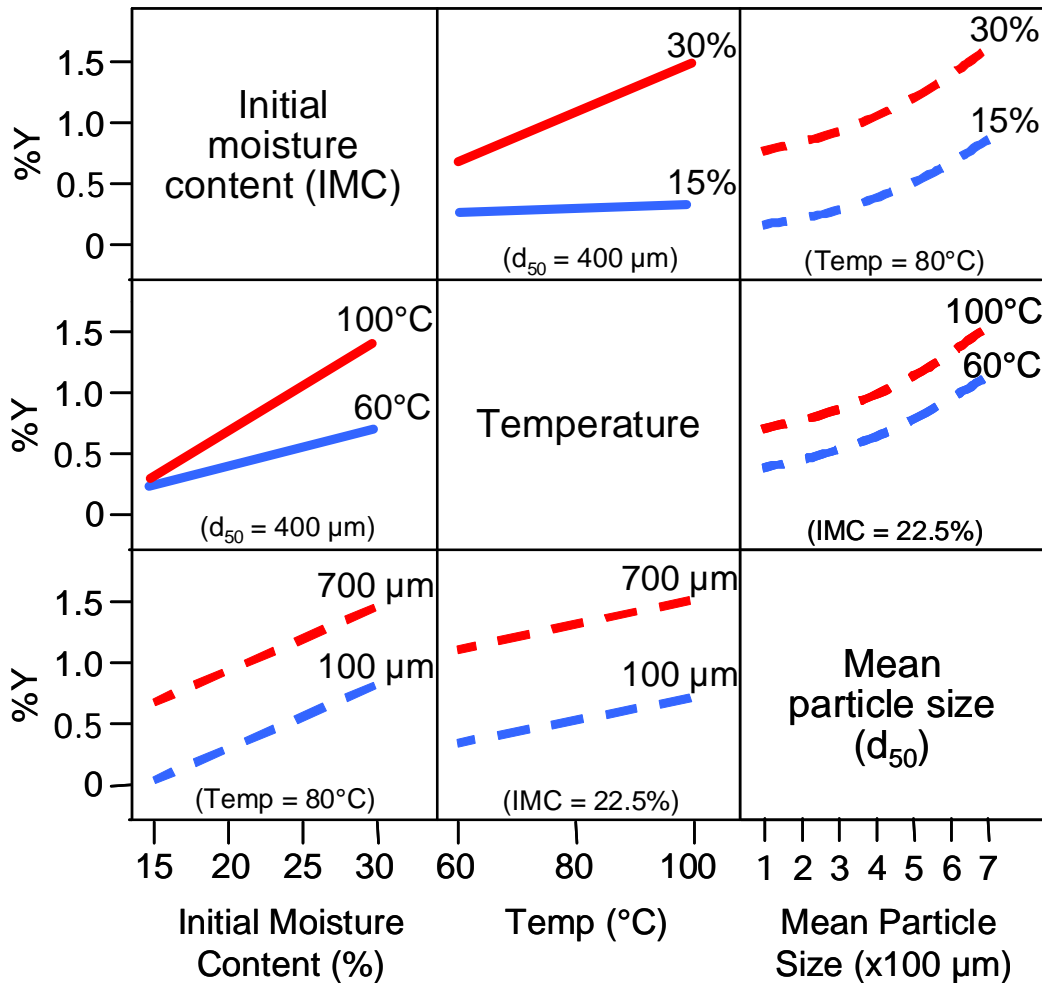 %Y
1.5
1.0
0.5
0
Initial
moisture
content (IMC)
30%
15%
(d50 = 400 µm)
30%
15%
(Temp = 80°C)
%Y
1.5
1.0
0.5
0
100°C
60°C
(d50 = 400 µm)
Temperature
100°C
60°C
(IMC = 22.5%)
%Y
1.5
1.0
0.5
0
700 µm
100 µm
(Temp = 80°C)
700 µm
100 µm
(IMC = 22.5%)
Mean
particle size
(d50)
15 20 25 30
60 80 100
1 2 3 4 5 6 7
Initial Moisture
Content (%)
Temp (°C)
Mean Particle
Size (x100 µm)